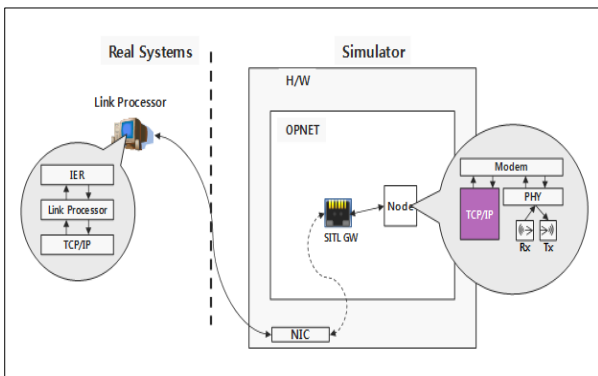 Real Systems
Simulator
H/W
Link Processor
OPNET
IER
Link Processor
TCP/IP
SITL GW
Node
Modem
TCP/IP
PHY
Rx
Tx
NIC